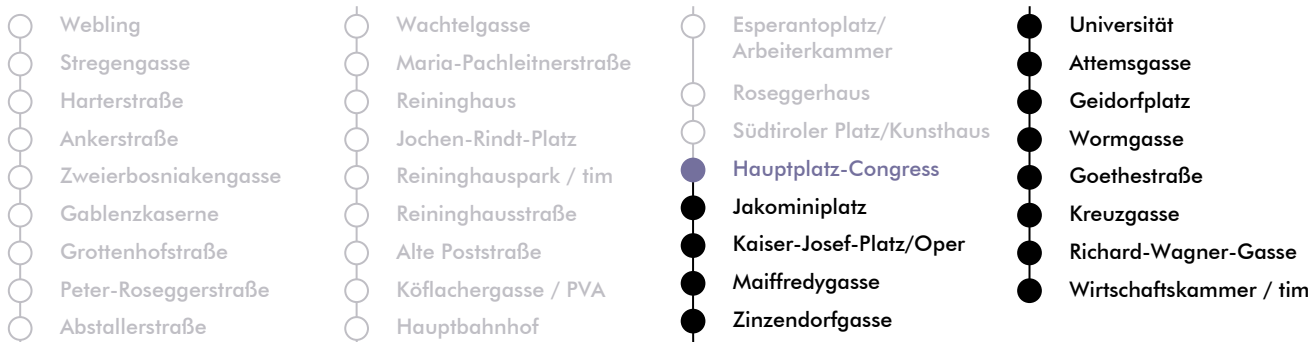 Webling
Stregengasse
Harterstraße
Ankerstraße
Zweierbosniakengasse
Gablenzkaserne
Grottenhofstraße
Peter-Roseggerstraße
Abstallerstraße
Wachtelgasse
Maria-Pachleitnerstraße
Reininghaus
Jochen-Rindt-Platz
Reininghauspark / tim
Reininghausstraße
Alte Poststraße
Köflachergasse / PVA
Hauptbahnhof
Esperantoplatz/
Arbeiterkammer
Roseggerhaus
Südtiroler Platz/Kunsthaus
Hauptplatz-Congress
Jakominiplatz
Kaiser-Josef-Platz/Oper
Maiffredygasse
Zinzendorfgasse
Universität
Attemsgasse
Geidorfplatz
Wormgasse
Goethestraße
Kreuzgasse
Richard-Wagner-Gasse
Wirtschaftskammer / tim